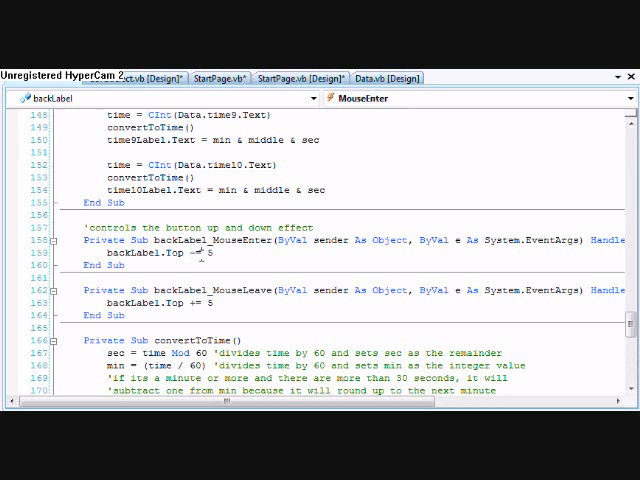 Unregistered HyperCam 2
ct.vb [Design]* StartPage.vb* StartPage.vb [Design]* Data.vb [Design]
backLabel MouseEnter
148 time = CInt(Data.time9.Text)
149 convertToTime()
150 time9Label.Text = min & middle & sec
151
152 time = CInt(Data.time10.Text)
153 convertToTime()
154 time10Label.Text = min & middle & sec
155 End Sub
156
157 'controls the button up and down effect
158 Private Sub backLabel_MouseEnter(ByVal sender As Object, ByVal e As System.EventArgs) Handle
159 backLabel.Top -= 5
160 End Sub
161
162 Private Sub backLabel_MouseLeave(ByVal sender As Object, ByVal e As System.EventArgs) Handle
163 backLabel.Top += 5
164 End Sub
165
166 Private Sub convertToTime()
167 sec = time Mod 60 'divides time by 60 and sets sec as the remainder
168 min = (time / 60) 'divides time by 60 and sets min as the integer value
169 'if its a minute or more and there are more than 30 seconds, it will
170 'subtract one from min because it will round up to the next minute